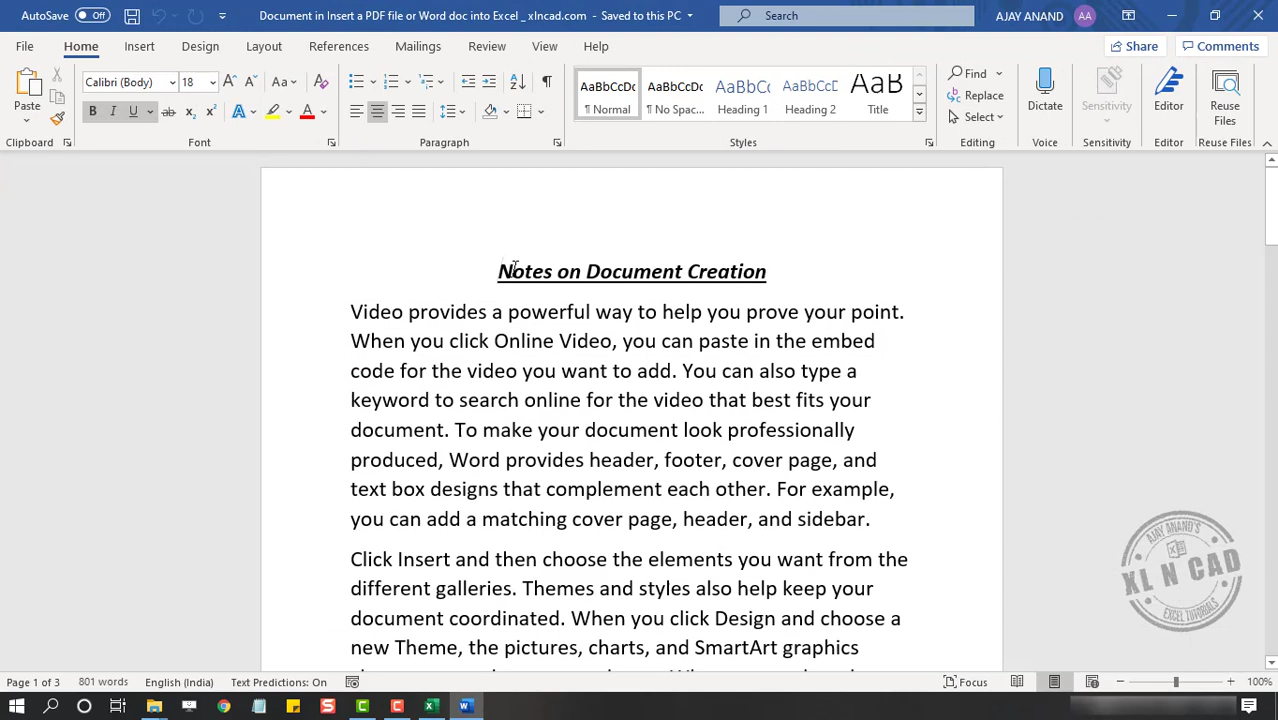 AutoSave Off Document in Insert a PDF file or Word doc into Excel _ xlncad.com - Saved to this PC Search AJAY ANAND AA
File Home Insert Design Layout References Mailings Review View Help Share Comments
Paste Calibri (Body) 18 Aa AaBbCcDc AaBbCcDc AaBbCc AaBbCcD AaB Find Dictate Sensitivity Editor Reuse Files
B I U ab x x A A ¶ Normal ¶ No Spac... Heading 1 Heading 2 Title Replace
Select
Clipboard Font Paragraph Styles Editing Voice Sensitivity Editor Reuse Files
Notes on Document Creation
Video provides a powerful way to help you prove your point.
When you click Online Video, you can paste in the embed
code for the video you want to add. You can also type a
keyword to search online for the video that best fits your
document. To make your document look professionally
produced, Word provides header, footer, cover page, and
text box designs that complement each other. For example,
you can add a matching cover page, header, and sidebar.
Click Insert and then choose the elements you want from the
different galleries. Themes and styles also help keep your
document coordinated. When you click Design and choose a
new Theme, the pictures, charts, and SmartArt graphics
AJAY ANAND'S
XL N CAD
EXCEL TUTORIALS
Page 1 of 3 801 words English (India) Text Predictions: On Focus 100%